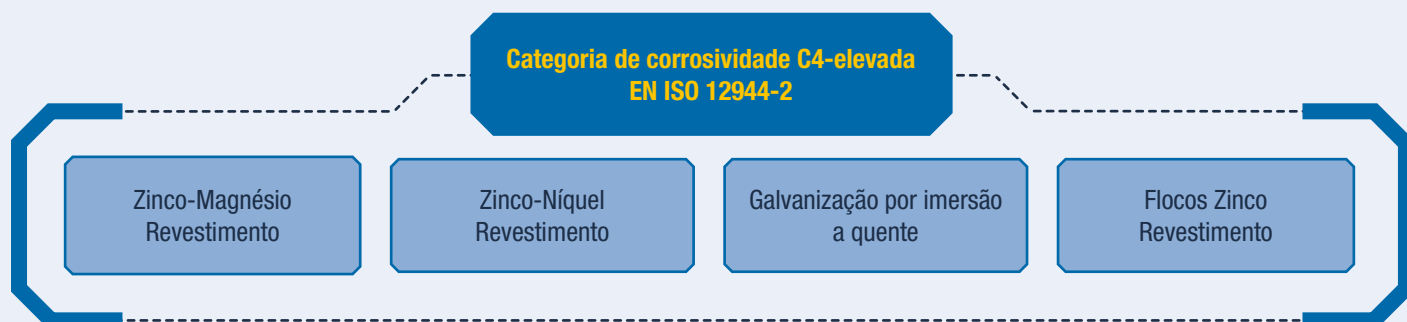 Categoria de corrosividade C4-elevada
EN ISO 12944-2
Zinco-Magnésio
Revestimento
Zinco-Níquel
Revestimento
Galvanização por imersão
a quente
Flocos Zinco
Revestimento